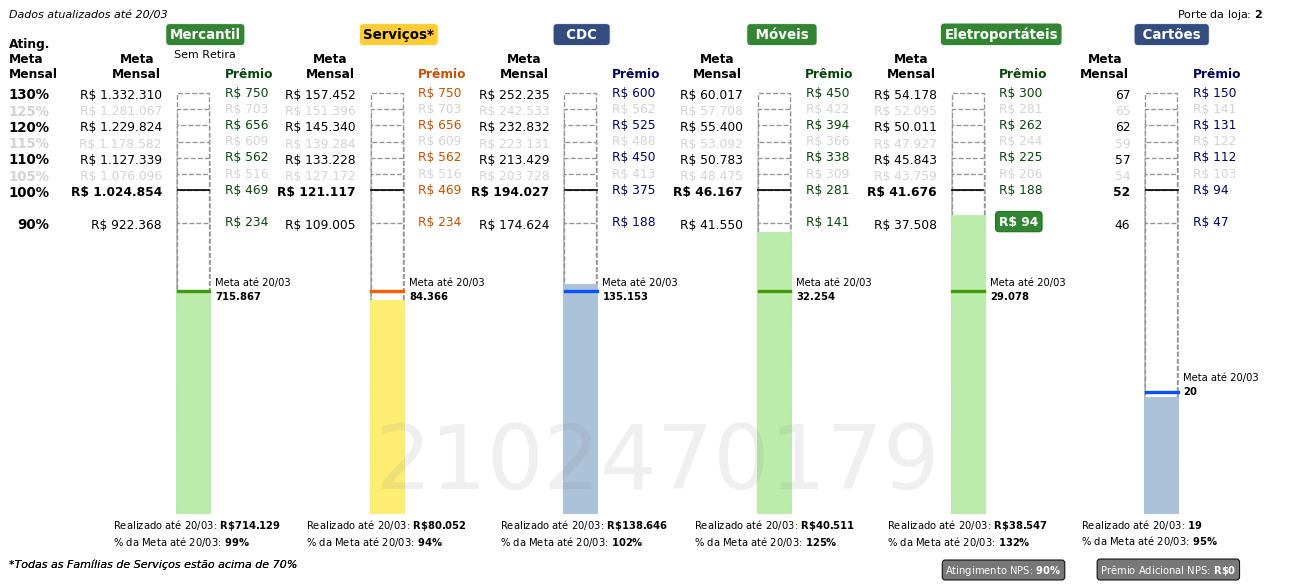 Dados atualizados até 20/03
Porte da loja: 2
Mercantil Serviços* CDC Móveis Eletroportáteis Cartões
Sem Retira
Ating. Meta Mensal
Meta Mensal Prêmio Meta Mensal Prêmio Meta Mensal Prêmio Meta Mensal Prêmio Meta Mensal Prêmio Meta Mensal Prêmio
130% R$ 1.332.310 R$ 750 R$ 157.452 R$ 750 R$ 252.235 R$ 600 R$ 60.017 R$ 450 R$ 54.178 R$ 300 67 R$ 150
125% R$ 1.281.067 R$ 703 R$ 151.396 R$ 703 R$ 242.533 R$ 562 R$ 57.708 R$ 422 R$ 52.095 R$ 281 65 R$ 141
120% R$ 1.229.824 R$ 656 R$ 145.340 R$ 656 R$ 232.832 R$ 525 R$ 55.400 R$ 394 R$ 50.011 R$ 262 62 R$ 131
115% R$ 1.178.582 R$ 609 R$ 139.284 R$ 609 R$ 223.131 R$ 488 R$ 53.092 R$ 366 R$ 47.927 R$ 244 59 R$ 122
110% R$ 1.127.339 R$ 562 R$ 133.228 R$ 562 R$ 213.429 R$ 450 R$ 50.783 R$ 338 R$ 45.843 R$ 225 57 R$ 112
105% R$ 1.076.096 R$ 516 R$ 127.172 R$ 516 R$ 203.728 R$ 413 R$ 48.475 R$ 309 R$ 43.759 R$ 206 54 R$ 103
100% R$ 1.024.854 R$ 469 R$ 121.117 R$ 469 R$ 194.027 R$ 375 R$ 46.167 R$ 281 R$ 41.676 R$ 188 52 R$ 94
90% R$ 922.368 R$ 234 R$ 109.005 R$ 234 R$ 174.624 R$ 188 R$ 41.550 R$ 141 R$ 37.508 R$ 94 46 R$ 47
Meta até 20/03 Meta até 20/03 Meta até 20/03 Meta até 20/03 Meta até 20/03
715.867 84.366 135.153 32.254 29.078
Meta até 20/03
20
2102470179
Realizado até 20/03: R$714.129 Realizado até 20/03: R$80.052 Realizado até 20/03: R$138.646 Realizado até 20/03: R$40.511 Realizado até 20/03: R$38.547 Realizado até 20/03: 19
% da Meta até 20/03: 99% % da Meta até 20/03: 94% % da Meta até 20/03: 102% % da Meta até 20/03: 125% % da Meta até 20/03: 132% % da Meta até 20/03: 95%
*Todas as Famílias de Serviços estão acima de 70%
Atingimento NPS: 90% Prêmio Adicional NPS: R$0